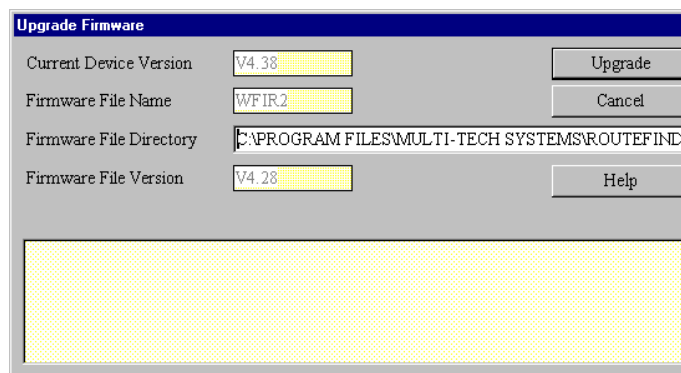 Upgrade Firmware
Current Device Version V4.38 Upgrade
Firmware File Name WFIR2 Cancel
Firmware File Directory C:\PROGRAM FILES\MULTI-TECH SYSTEMS\ROUTEFIND
Firmware File Version V4.28 Help